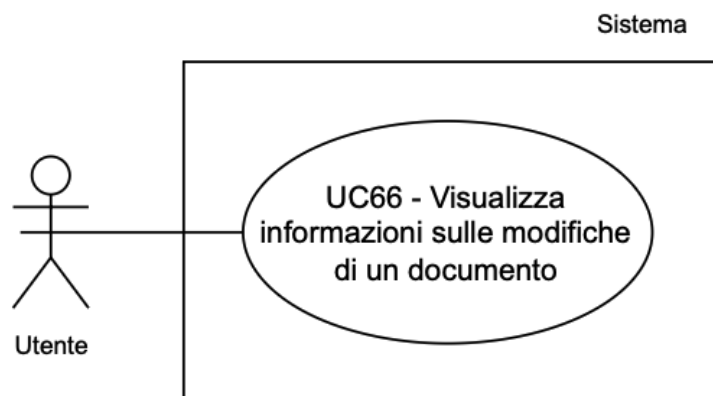 Sistema
UC66 - Visualizza
informazioni sulle modifiche
di un documento
Utente